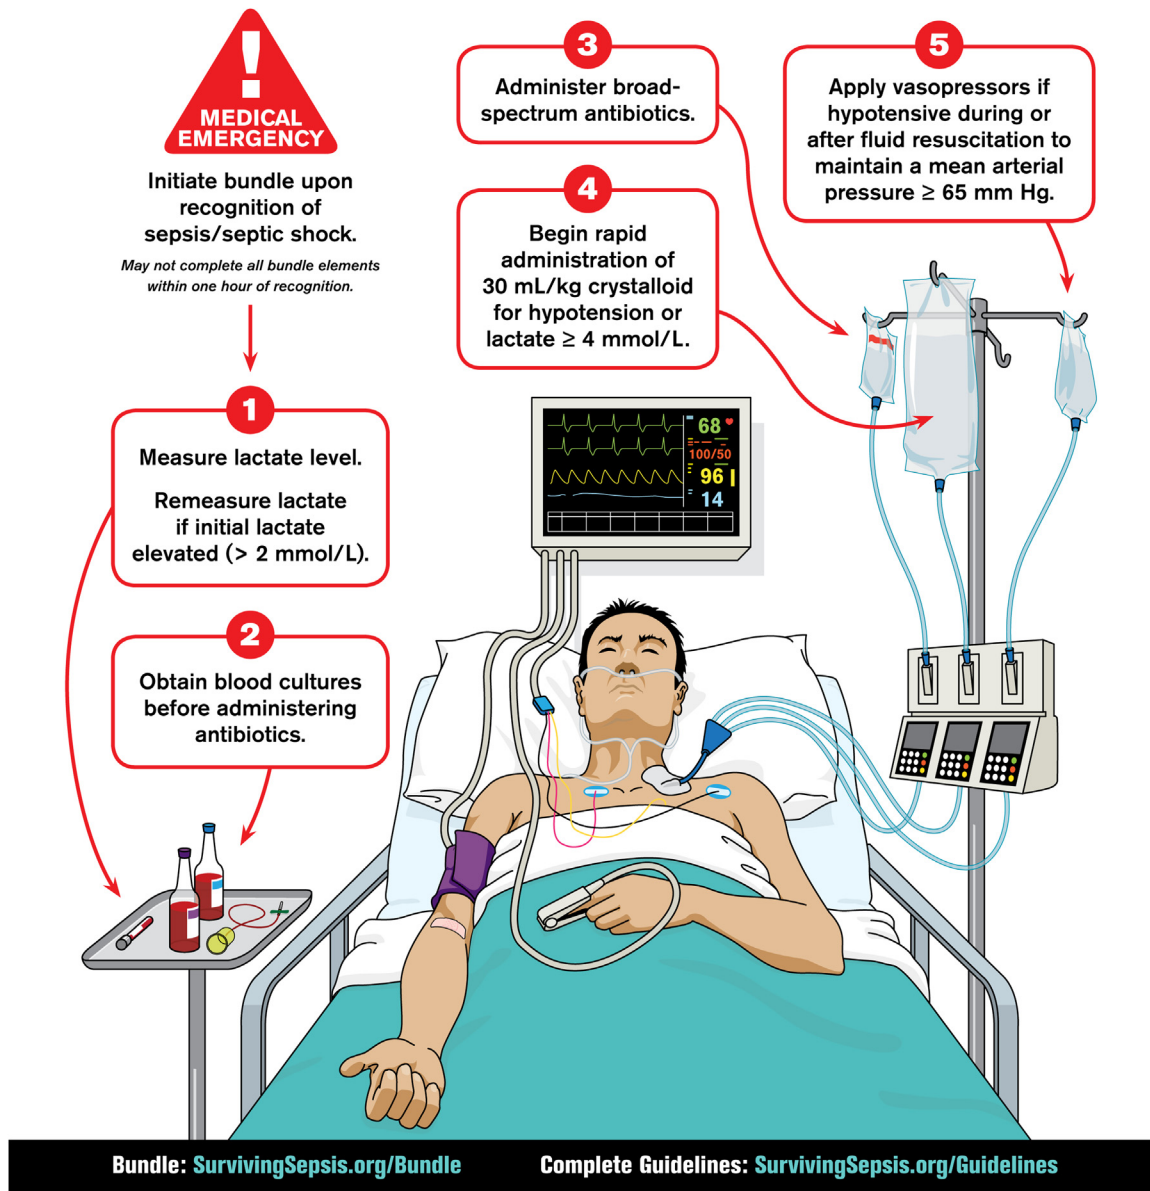 !
MEDICAL
EMERGENCY
Initiate bundle upon
recognition of
sepsis/septic shock.
May not complete all bundle elements
within one hour of recognition.
1
Measure lactate level.
Remeasure lactate
if initial lactate
elevated (> 2 mmol/L).
2
Obtain blood cultures
before administering
antibiotics.
3
Administer broad-
spectrum antibiotics.
4
Begin rapid
administration of
30 mL/kg crystalloid
for hypotension or
lactate ≥ 4 mmol/L.
5
Apply vasopressors if
hypotensive during or
after fluid resuscitation to
maintain a mean arterial
pressure ≥ 65 mm Hg.
68
100/50
96
14
Bundle: SurvivingSepsis.org/Bundle
Complete Guidelines: SurvivingSepsis.org/Guidelines